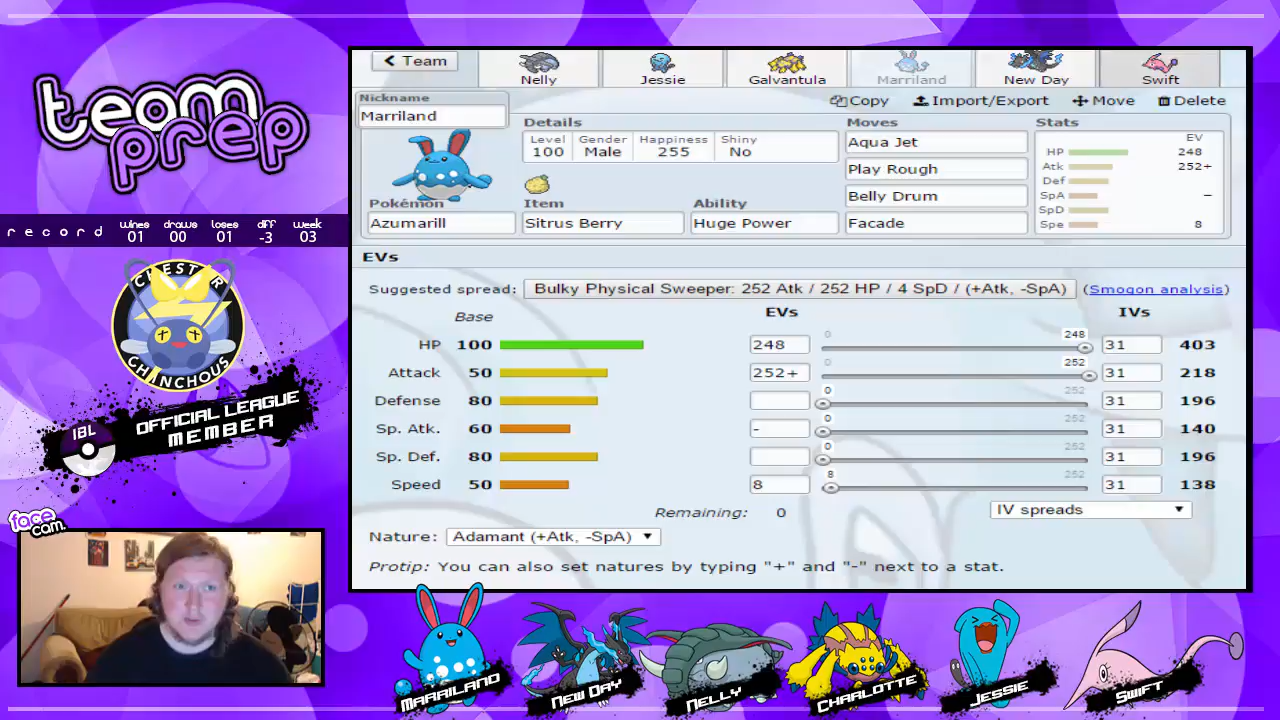 team
prep
record
wines draws loses diff week
01 00 01 -3 03
CHESTER
CHINCHOUS
IBL
OFFICIAL LEAGUE
MEMBER
face
cam.
Team
Nelly Jessie Galvantula Marriland New Day Swift
Nickname
Marriland
Copy Import/Export Move Delete
Details
Level Gender Happiness Shiny
100 Male 255 No
Pokémon Item Ability
Azumarill Sitrus Berry Huge Power
Moves
Aqua Jet
Play Rough
Belly Drum
Facade
Stats
EV
HP 248
Atk 252+
Def
SpA –
SpD
Spe 8
EVs
Suggested spread: Bulky Physical Sweeper: 252 Atk / 252 HP / 4 SpD / (+Atk, -SpA) (Smogon analysis)
Base EVs IVs
HP 100 248 0 248 31 403
Attack 50 252+ 0 252 31 218
Defense 80 0 252 31 196
Sp. Atk. 60 - 0 252 31 140
Sp. Def. 80 0 252 31 196
Speed 50 8 8 252 31 138
Remaining: 0 IV spreads
Nature: Adamant (+Atk, -SpA)
Protip: You can also set natures by typing "+" and "-" next to a stat.
MARRILAND NEW DAY NELLY CHARLOTTE JESSIE SWIFT